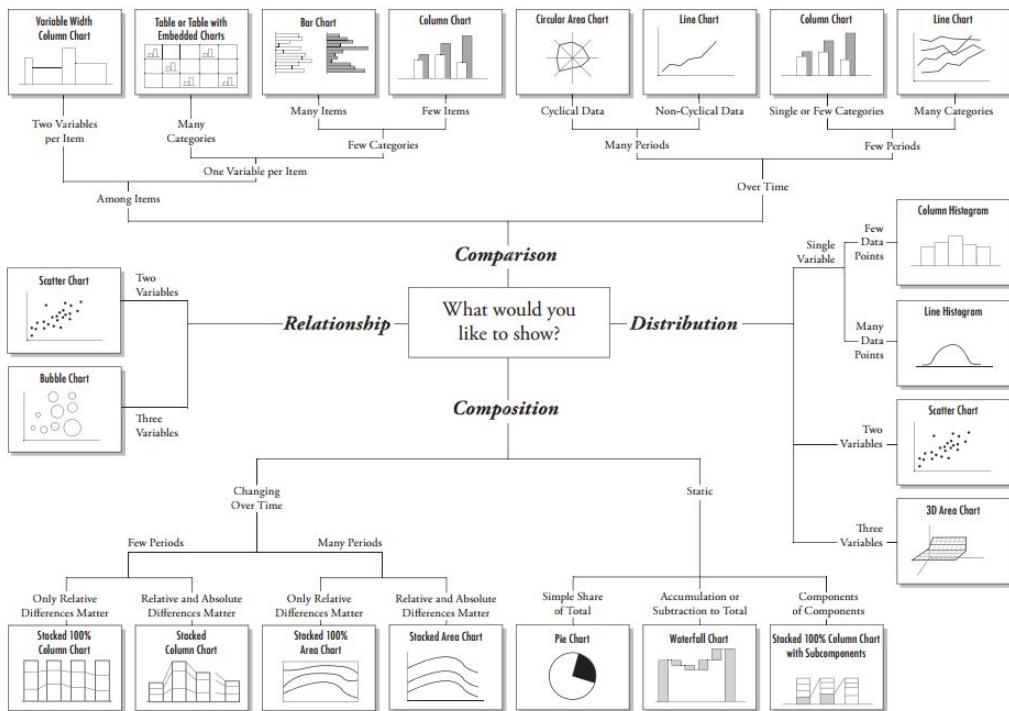 Variable Width
Column Chart
Table or Table with
Embedded Charts
Bar Chart
Column Chart
Circular Area Chart
Line Chart
Column Chart
Line Chart
Two Variables
per Item
Many
Categories
Many Items
Few Items
Cyclical Data
Non-Cyclical Data
Single or Few Categories
Many Categories
Few Categories
Many Periods
Few Periods
One Variable per Item
Over Time
Among Items
Comparison
What would you
like to show?
Relationship
Two
Variables
Scatter Chart
Bubble Chart
Three
Variables
Distribution
Single
Variable
Few
Data
Points
Column Histogram
Many
Data
Points
Line Histogram
Two
Variables
Scatter Chart
Three
Variables
3D Area Chart
Composition
Changing
Over Time
Static
Few Periods
Many Periods
Only Relative
Differences Matter
Relative and Absolute
Differences Matter
Only Relative
Differences Matter
Relative and Absolute
Differences Matter
Simple Share
of Total
Accumulation or
Subtraction to Total
Components
of Components
Stacked 100%
Column Chart
Stacked
Column Chart
Stacked 100%
Area Chart
Stacked Area Chart
Pie Chart
Waterfall Chart
Stacked 100% Column Chart
with Subcomponents